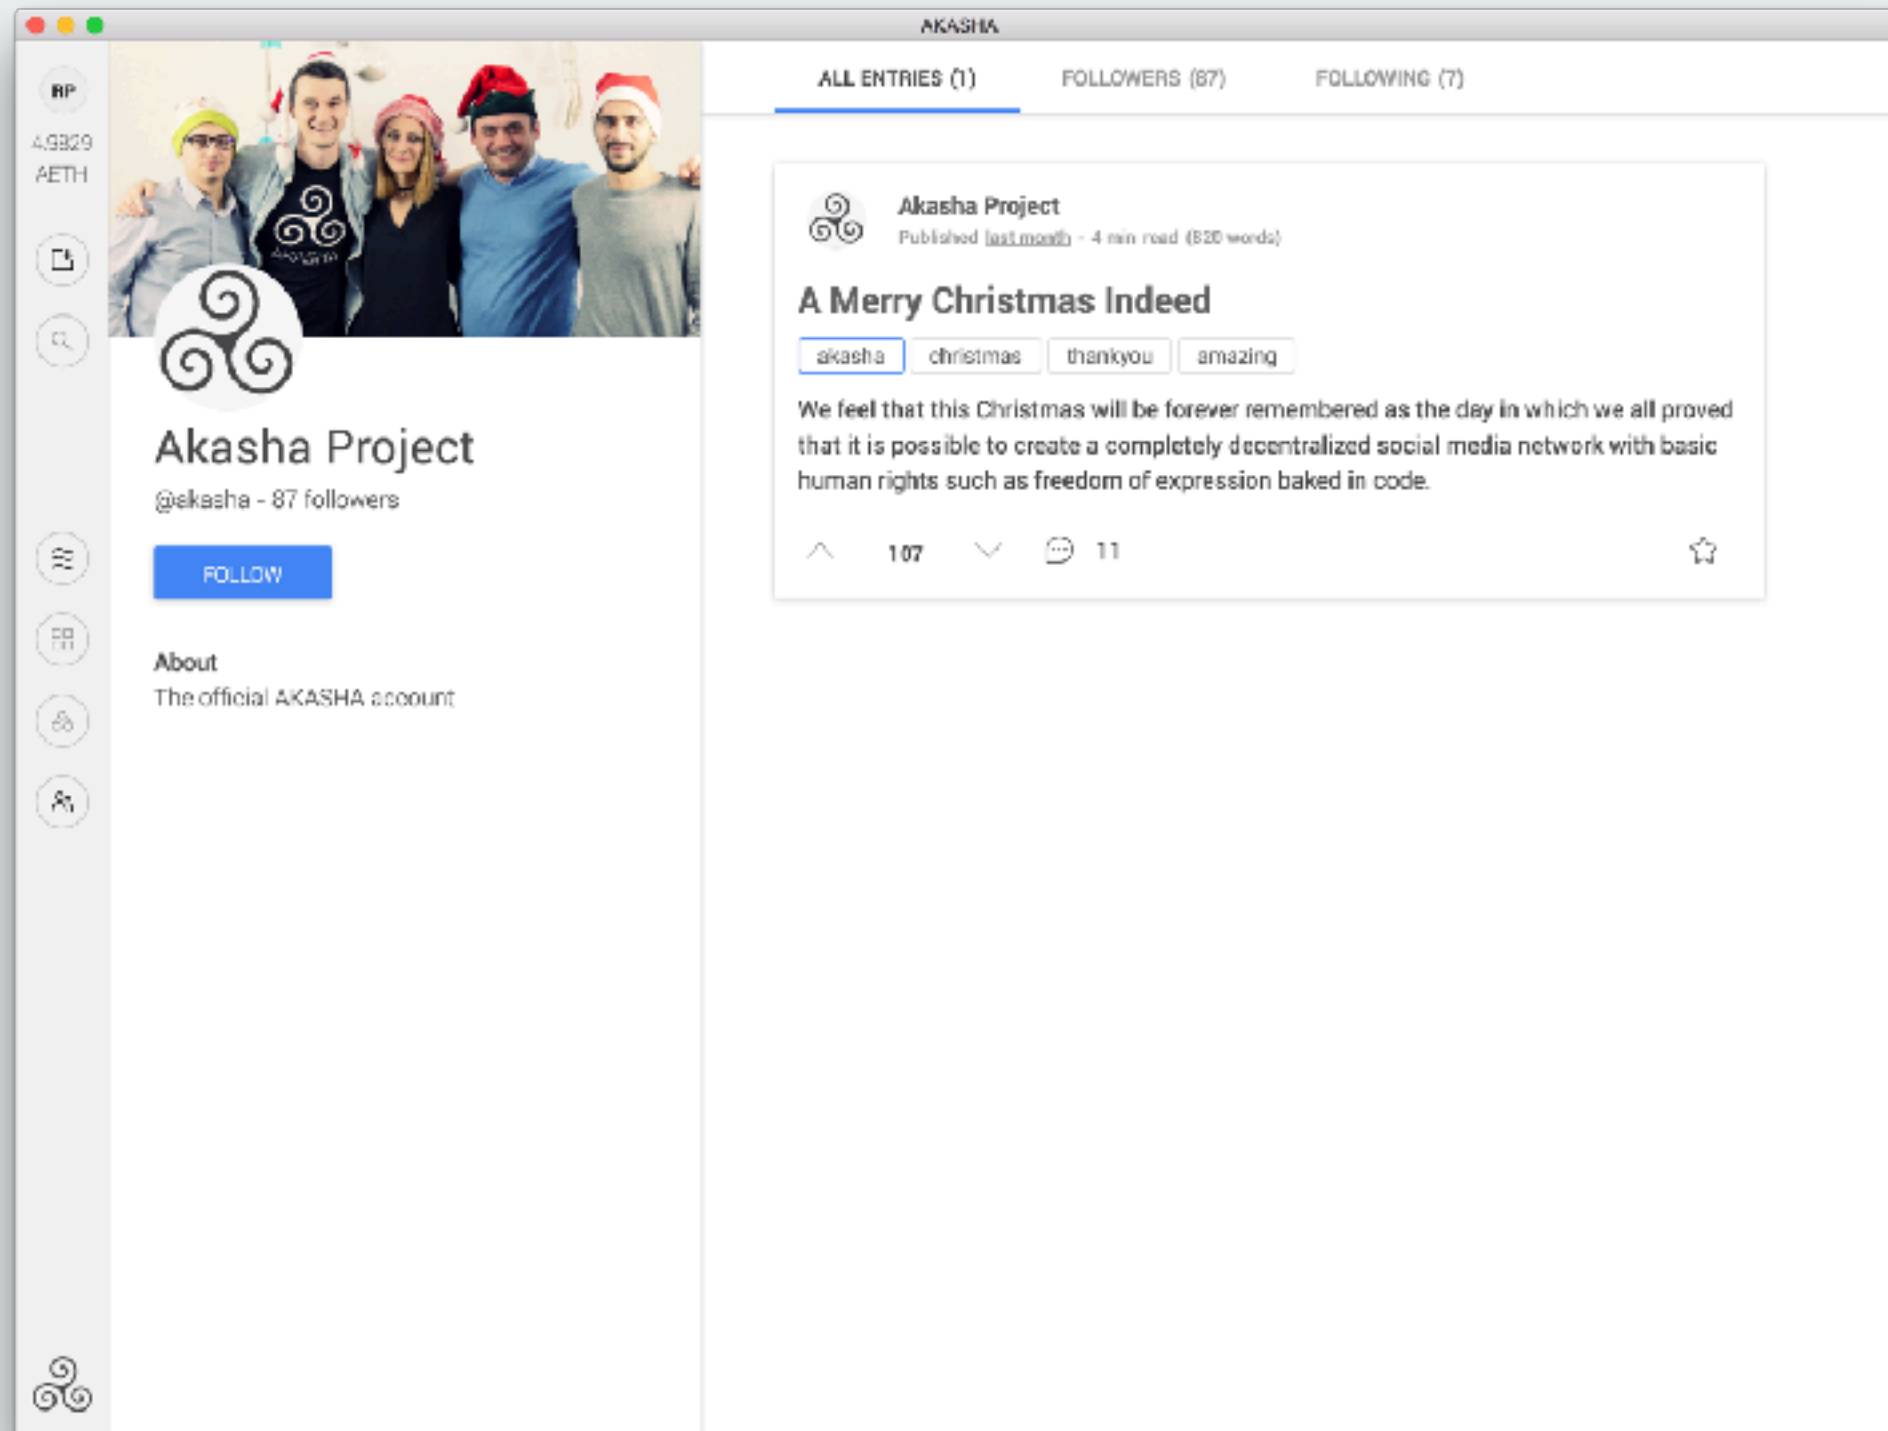 AKASHA
RP
4.9829
AETH
AKASHA
Akasha Project
@akasha - 87 followers
FOLLOW
About
The official AKASHA account
ALL ENTRIES (1)
FOLLOWERS (87)
FOLLOWING (7)
Akasha Project
Published last month - 4 min read (820 words)
A Merry Christmas Indeed
akasha
christmas
thankyou
amazing
We feel that this Christmas will be forever remembered as the day in which we all proved
that it is possible to create a completely decentralized social media network with basic
human rights such as freedom of expression baked in code.
107
11